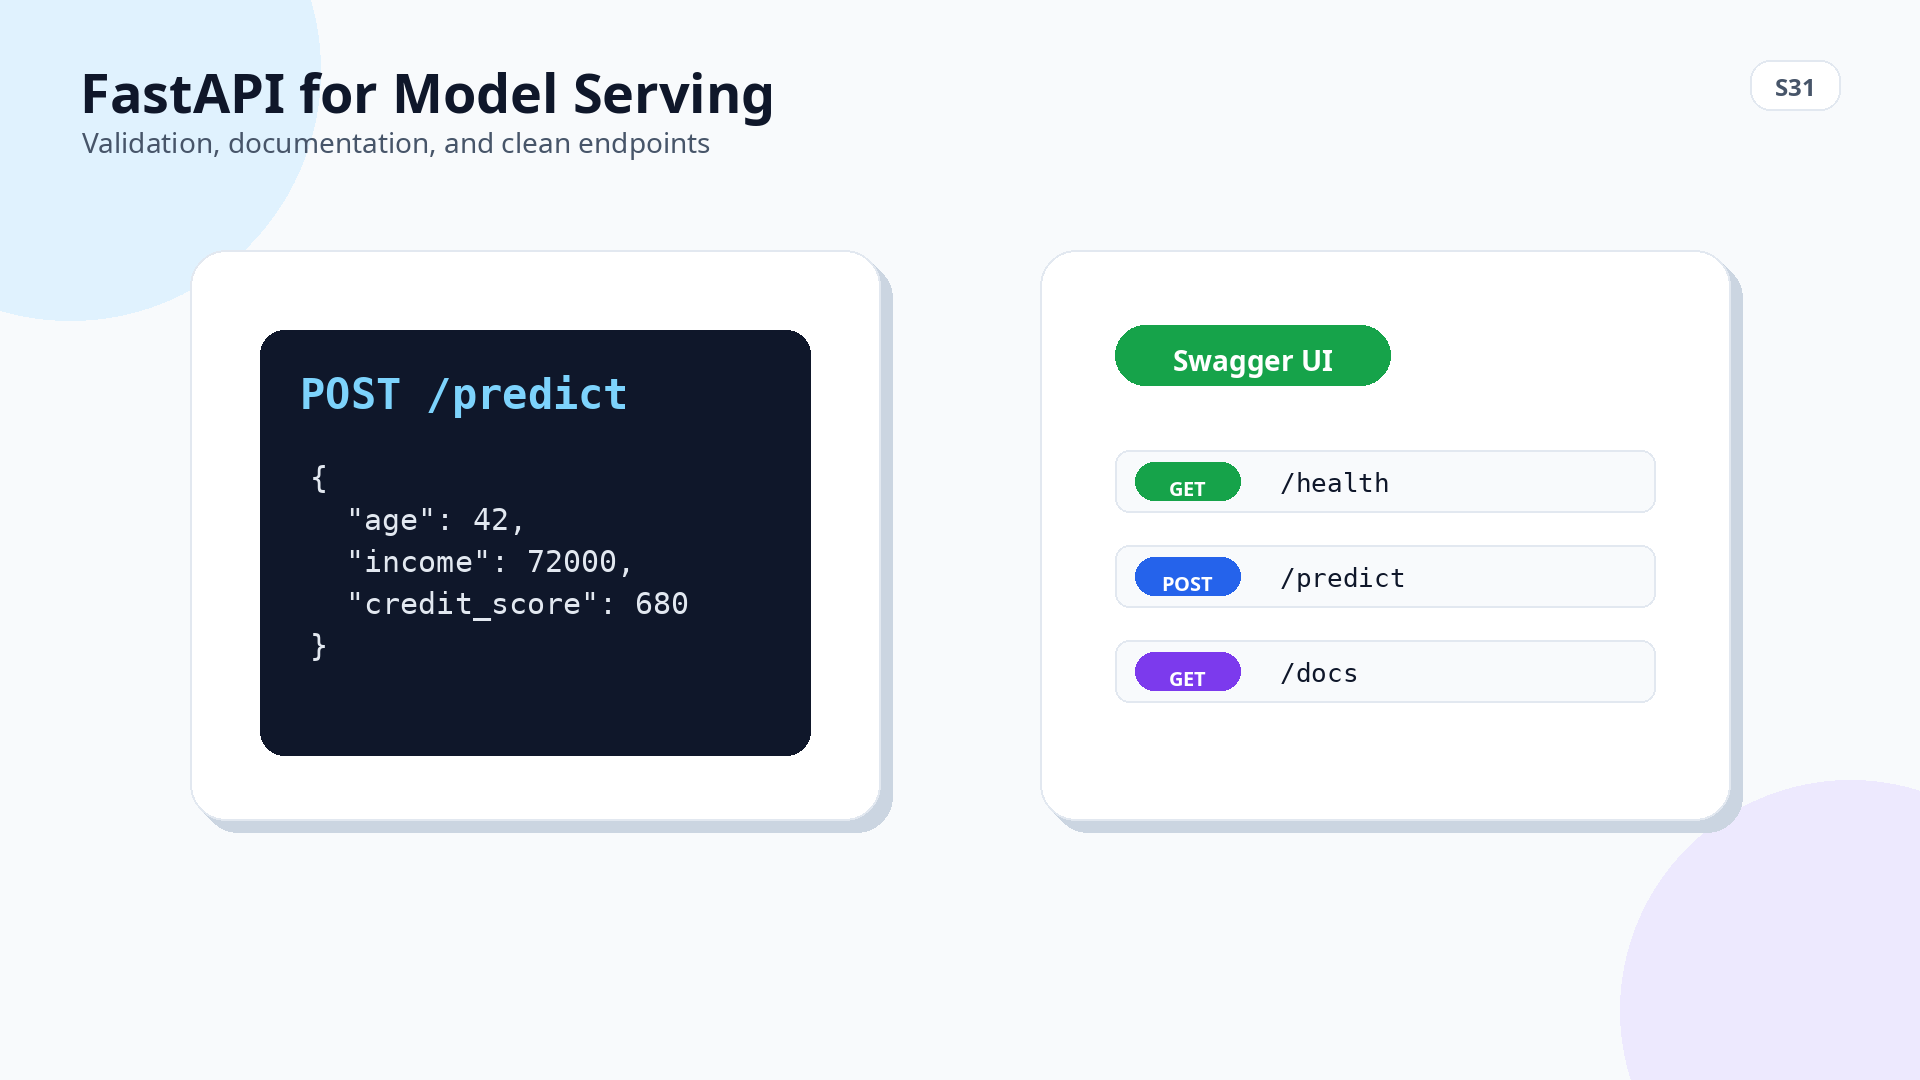 FastAPI for Model Serving
Validation, documentation, and clean endpoints
S31
POST /predict
{
  "age": 42,
  "income": 72000,
  "credit_score": 680
}
Swagger UI
GET /health
POST /predict
GET /docs